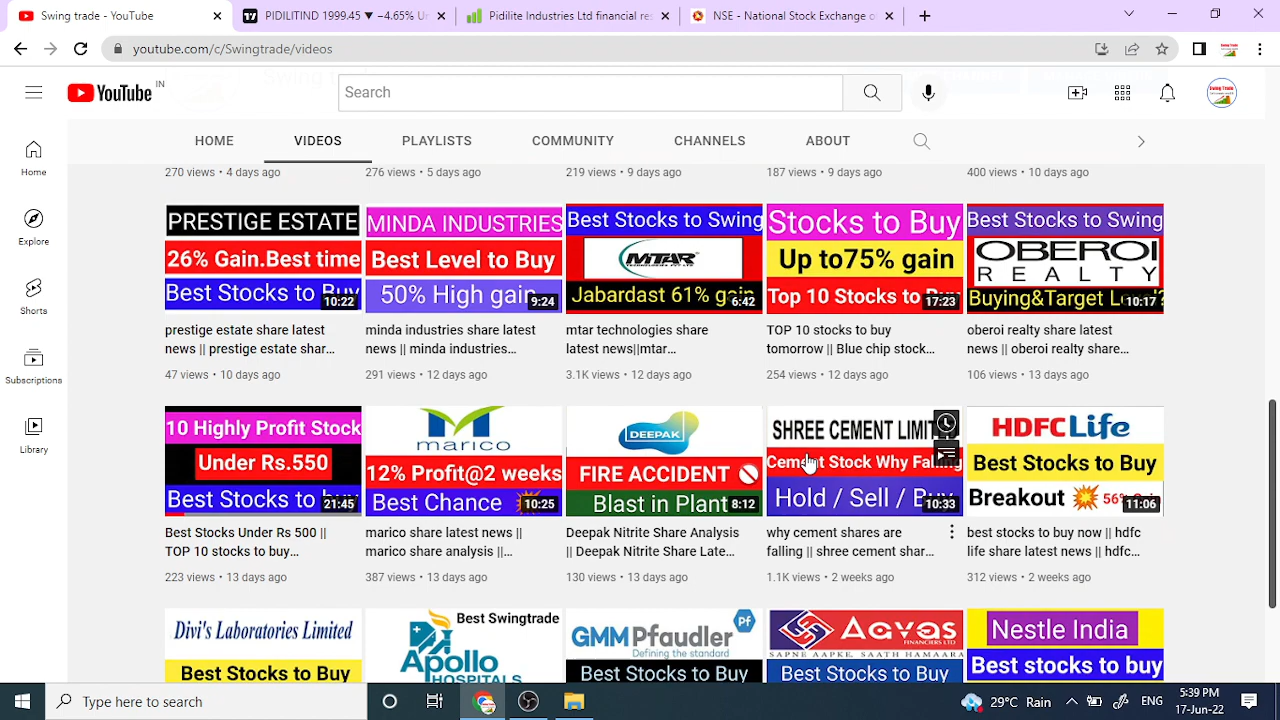 YouTube - Swing Trade
1,099.45 ▼ −4.65%
NSE - National
Swing Trade
youtube.com/c/Swingtrade/videos
YouTube IN
Search
HOME VIDEOS PLAYLISTS COMMUNITY CHANNELS ABOUT
Home
Explore
Shorts
Subscriptions
Library
270 views • 4 days ago
276 views • 5 days ago
219 views • 9 days ago
187 views • 9 days ago
400 views • 10 days ago
PRESTIGE ESTATE
26% Gain.Best time
Best Stocks to Buy
10:22
prestige estate share latest
news || prestige estate shar...
47 views • 10 days ago
MINDA INDUSTRIES
Best Level to Buy
50% High gain
9:24
minda industries share latest
news || minda industries...
291 views • 12 days ago
Best Stocks to Swing
MTAR
Jabardast 61% gain
6:42
mtar technologies share
latest news||mtar...
3.1K views • 12 days ago
Stocks to Buy
Up to75% gain
Top 10 Stocks to Buy
17:23
TOP 10 stocks to buy
tomorrow || Blue chip stock...
254 views • 12 days ago
Best Stocks to Swing
OBEROI
REALTY
Buying&Target Level?
10:17
oberoi realty share latest
news || oberoi realty share...
106 views • 13 days ago
10 Highly Profit Stock
Under Rs.550
Best Stocks to buy
21:45
Best Stocks Under Rs 500 ||
TOP 10 stocks to buy...
223 views • 13 days ago
marico
12% Profit@2 weeks
Best Chance
10:25
marico share latest news ||
marico share analysis ||...
387 views • 13 days ago
DEEPAK
FIRE ACCIDENT
Blast in Plant
8:12
Deepak Nitrite Share Analysis
|| Deepak Nitrite Share Late...
130 views • 13 days ago
SHREE CEMENT LIMIT
Cement Stock Why Falling
Hold / Sell / Buy
10:33
why cement shares are
falling || shree cement shar...
1.1K views • 2 weeks ago
HDFC Life
Best Stocks to Buy
Breakout 56%
11:06
best stocks to buy now || hdfc
life share latest news || hdfc...
312 views • 2 weeks ago
Divi's Laboratories Limited
Best Stocks to Buy
Best Swingtrade
Apollo
HOSPITALS
Pf
GMM Pfaudler
Defining the standard
Best Stocks to Buy
Aavas
FINANCIERS LTD
SAPNE AAPKE, SAATH HAMAARA
Best Stocks to Buy
Nestle India
Best stocks to buy
Type here to search
29°C Rain
5:39 PM
17-Jun-22